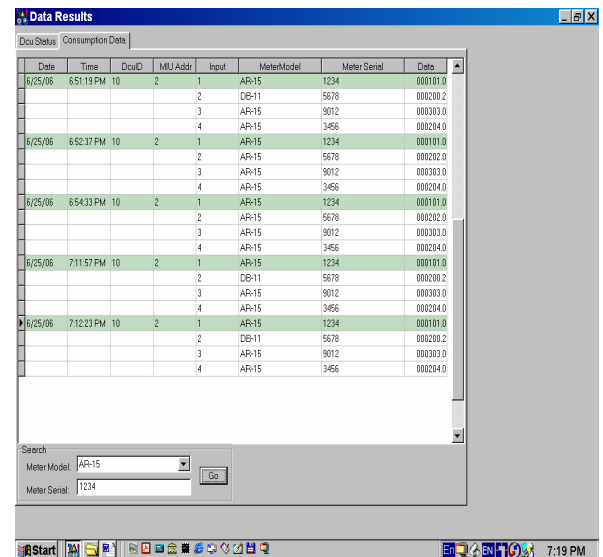 Data Results
Dcu Status Consumption Data
Date Time DcuID MIU Addr Input MeterModel Meter Serial Data
6/25/06 6:51:19 PM 10 2 1 AR-15 1234 000101.0
2 DB-11 5678 000200.2
3 AR-15 9012 000303.0
4 AR-15 3456 000204.0
6/25/06 6:52:37 PM 10 2 1 AR-15 1234 000101.0
2 AR-15 5678 000202.0
3 AR-15 9012 000303.0
4 AR-15 3456 000204.0
6/25/06 6:54:33 PM 10 2 1 AR-15 1234 000101.0
2 AR-15 5678 000202.0
3 AR-15 9012 000303.0
4 AR-15 3456 000204.0
6/25/06 7:11:57 PM 10 2 1 AR-15 1234 000101.0
2 DB-11 5678 000200.2
3 AR-15 9012 000303.0
4 AR-15 3456 000204.0
6/25/06 7:12:23 PM 10 2 1 AR-15 1234 000101.0
2 DB-11 5678 000200.2
3 AR-15 9012 000303.0
4 AR-15 3456 000204.0
Search
Meter Model: AR-15
Go
Meter Serial: 1234
Start En EN 7:19 PM